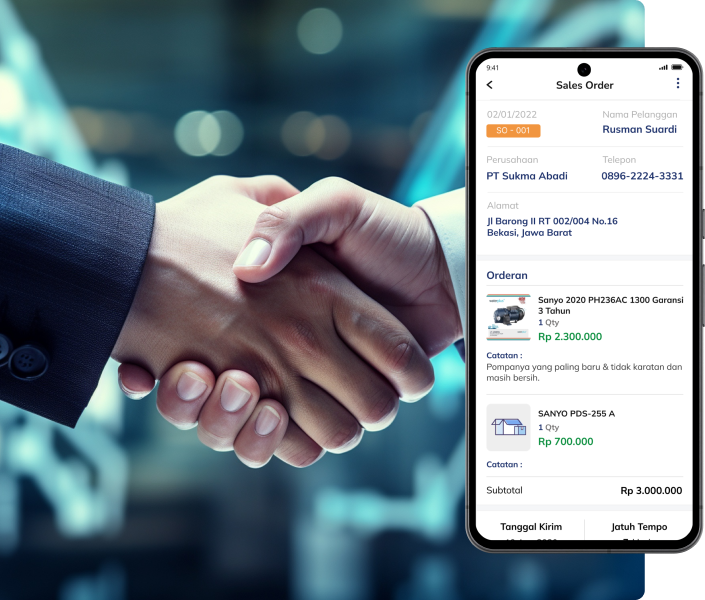 9:41
Sales Order
02/01/2022
Nama Pelanggan
SO - 001
Rusman Suardi
Perusahaan
Telepon
PT Sukma Abadi
0896-2224-3331
Alamat
Jl Barong II RT 002/004 No.16
Bekasi, Jawa Barat
Orderan
Sanyo 2020 PH236AC 1300 Garansi
3 Tahun
1 Qty
Rp 2.300.000
Catatan :
Pompanya yang paling baru & tidak karatan dan
masih bersih.
SANYO PDS-255 A
1 Qty
Rp 700.000
Catatan :
Subtotal
Rp 3.000.000
Tanggal Kirim
Jatuh Tempo